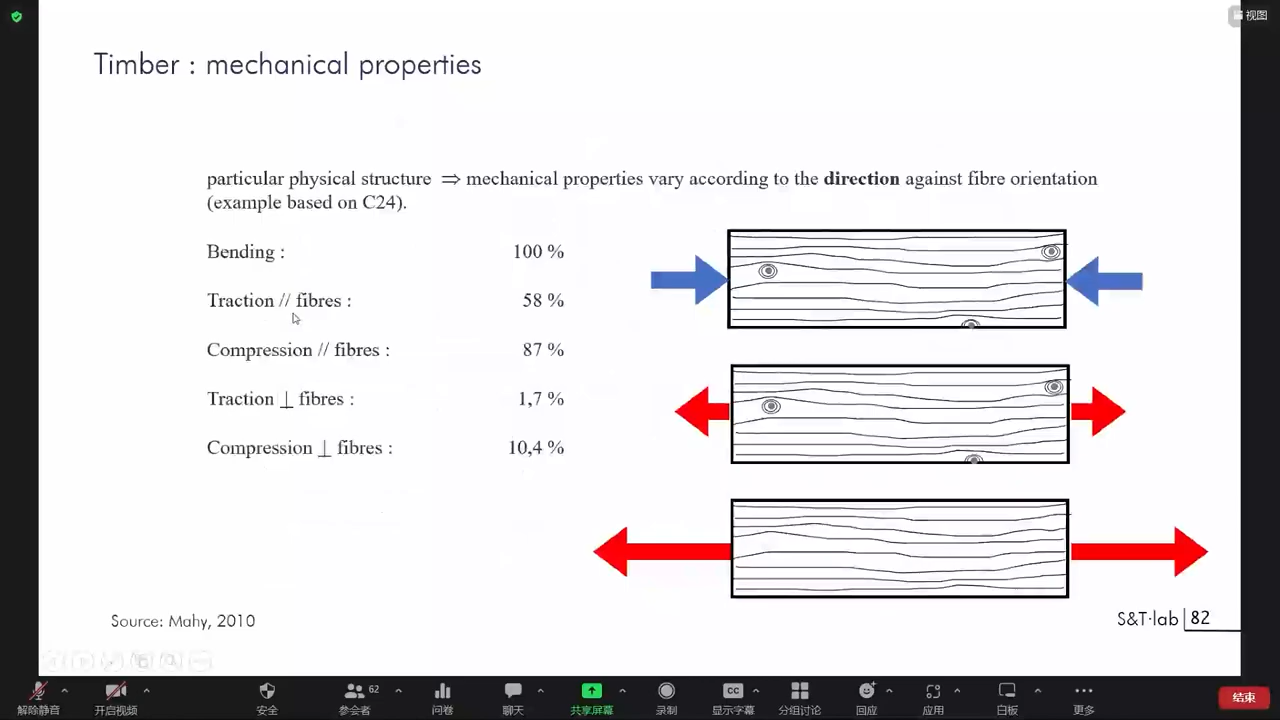 视图
Timber : mechanical properties
particular physical structure ⇒ mechanical properties vary according to the direction against fibre orientation
(example based on C24).
Bending : 100 %
Traction // fibres : 58 %
Compression // fibres : 87 %
Traction ⊥ fibres : 1,7 %
Compression ⊥ fibres : 10,4 %
Source: Mahy, 2010
S&T·lab 82
解除静音 开启视频 安全 参会者 62 问卷 聊天 共享屏幕 录制 CC 显示字幕 分组讨论 回应 应用 白板 更多 结束